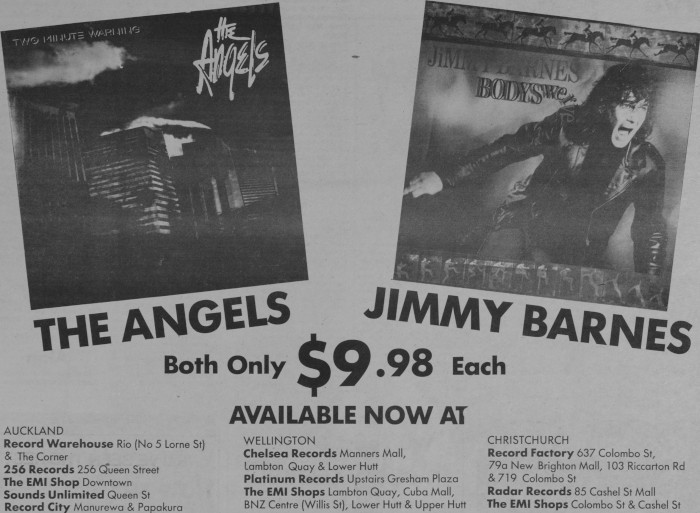 TWO MINUTE WARNING
the
Angels
JIMMY BARNES
BODYSWe
THE ANGELS
JIMMY BARNES
Both Only $9.98 Each
AVAILABLE NOW AT
AUCKLAND
Record Warehouse Rio (No 5 Lorne St)
& The Corner
256 Records 256 Queen Street
The EMI Shop Downtown
Sounds Unlimited Queen St
Record City Manurewa & Papakura
WELLINGTON
Chelsea Records Manners Mall,
Lambton Quay & Lower Hutt
Platinum Records Upstairs Gresham Plaza
The EMI Shops Lambton Quay, Cuba Mall,
BNZ Centre (Willis St), Lower Hutt & Upper Hutt
CHRISTCHURCH
Record Factory 637 Colombo St,
79a New Brighton Mall, 103 Riccarton Rd
& 719 Colombo St
Radar Records 85 Cashel St Mall
The EMI Shops Colombo St & Cashel St